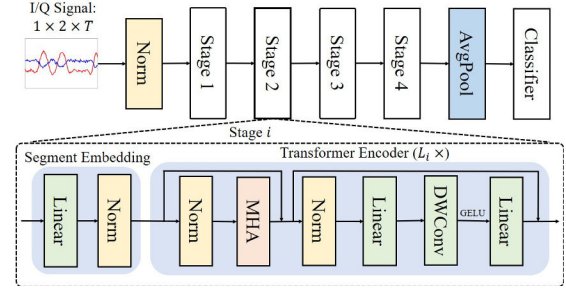 I/Q Signal:
1 × 2 × T
Norm
Stage 1
Stage 2
Stage 3
Stage 4
AvgPool
Classifier
Stage i
Segment Embedding
Transformer Encoder (L_i ×)
Linear
Norm
Norm
MHA
Norm
Linear
DWConv
GELU
Linear